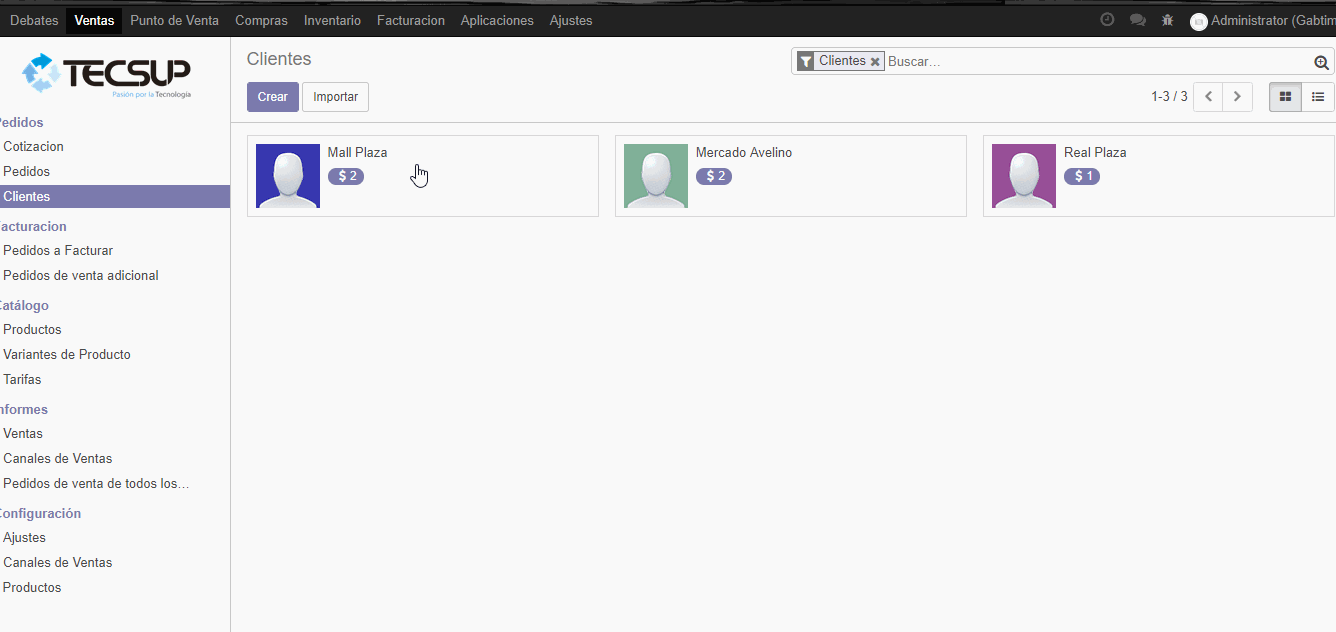 Debates Ventas Punto de Venta Compras Inventario Facturacion Aplicaciones Ajustes Administrator (Gabtim
TECSUP
Pasión por la Tecnología
Pedidos
Cotizacion
Pedidos
Clientes
acturacion
Pedidos a Facturar
Pedidos de venta adicional
Catálogo
Productos
Variantes de Producto
Tarifas
nformes
Ventas
Canales de Ventas
Pedidos de venta de todos los…
Configuración
Ajustes
Canales de Ventas
Productos
Clientes
Clientes Buscar...
Crear Importar
1-3 / 3
Mall Plaza
$ 2
Mercado Avelino
$ 2
Real Plaza
$ 1